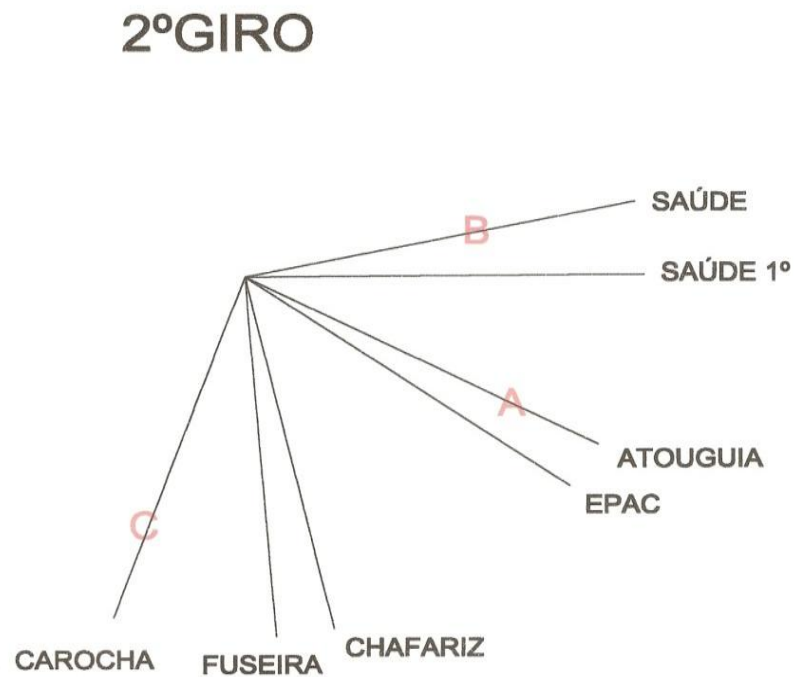 2ºGIRO
SAÚDE
B
SAÚDE 1º
A
ATOUGUIA
EPAC
C
CHAFARIZ
FUSEIRA
CAROCHA